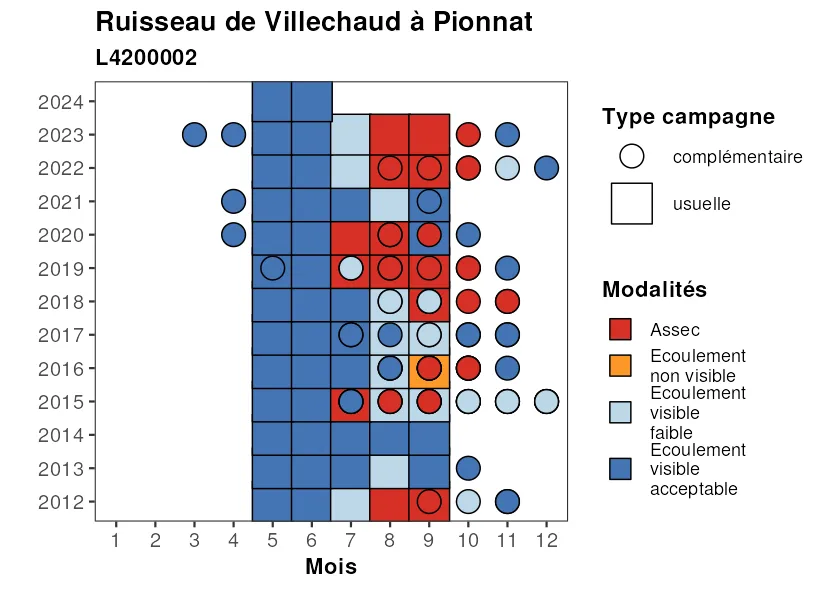 Ruisseau de Villechaud à Pionnat
L4200002
2024
2023
2022
2021
2020
2019
2018
2017
2016
2015
2014
2013
2012
1 2 3 4 5 6 7 8 9 10 11 12
Mois
Type campagne
complémentaire
usuelle
Modalités
Assec
Ecoulement
non visible
Ecoulement
visible
faible
Ecoulement
visible
acceptable